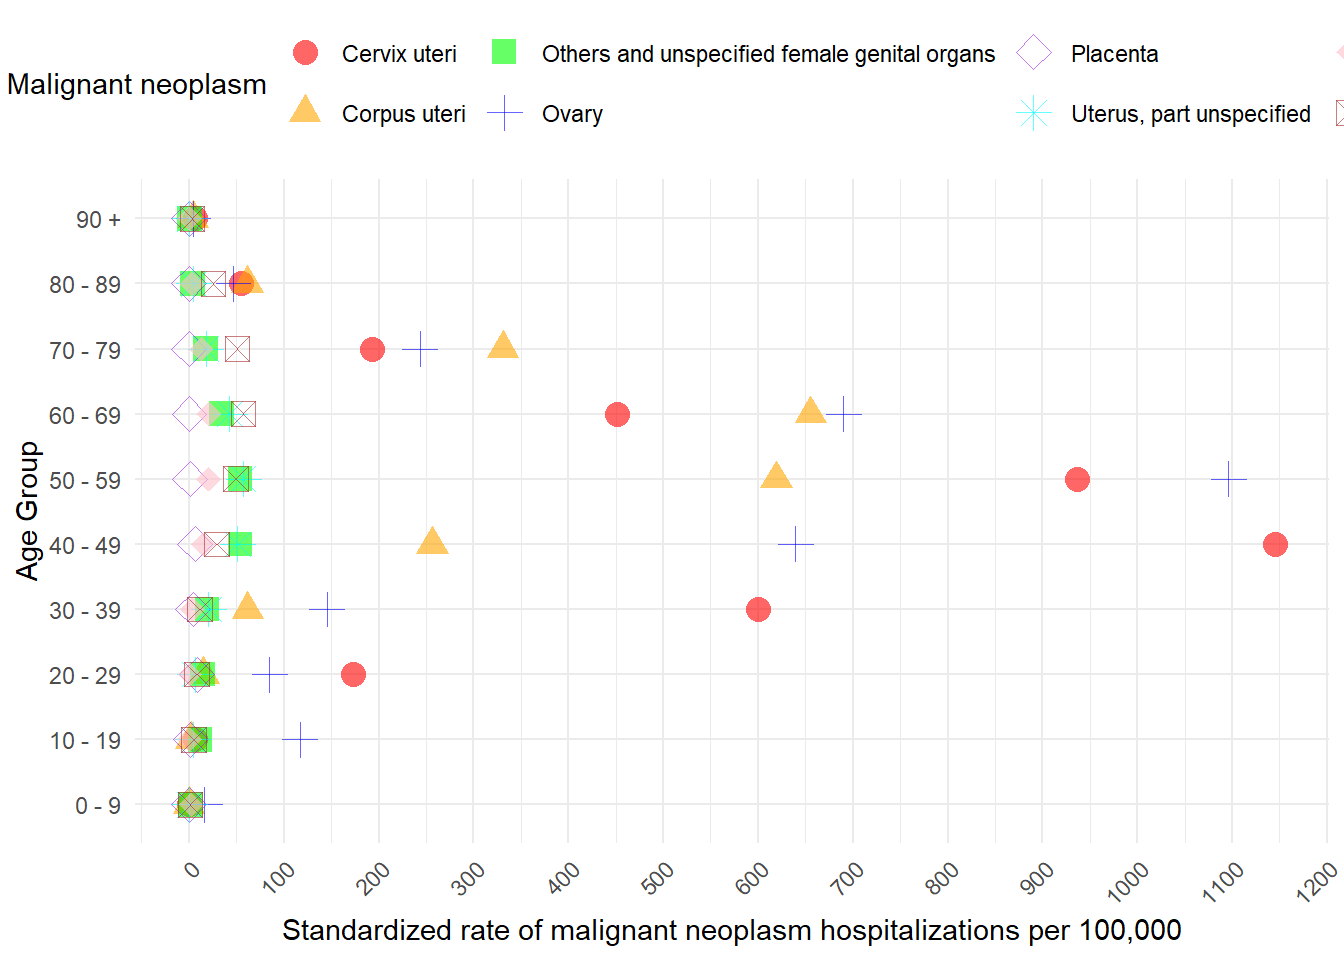 Malignant neoplasm
Cervix uteri
Others and unspecified female genital organs
Placenta
Corpus uteri
Ovary
Uterus, part unspecified
Age Group
90 +
80 - 89
70 - 79
60 - 69
50 - 59
40 - 49
30 - 39
20 - 29
10 - 19
0 - 9
0
100
200
300
400
500
600
700
800
900
1000
1100
1200
Standardized rate of malignant neoplasm hospitalizations per 100,000